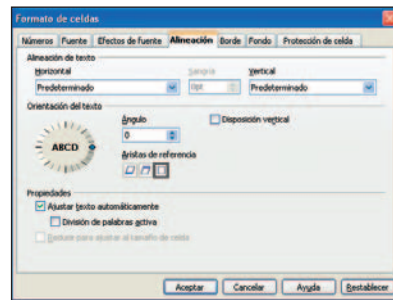 Formato de celdas
Números Fuente Efectos de fuente Alineación Borde Fondo Protección de celda
Alineación de texto
Horizontal Sangría Vertical
Predeterminado 0pt Predeterminado
Orientación del texto
Ángulo Disposición vertical
ABCD 0
Aristas de referencia
Propiedades
Ajustar texto automáticamente
División de palabras activa
Reducir para ajustar al tamaño de celda
Aceptar Cancelar Ayuda Restablecer